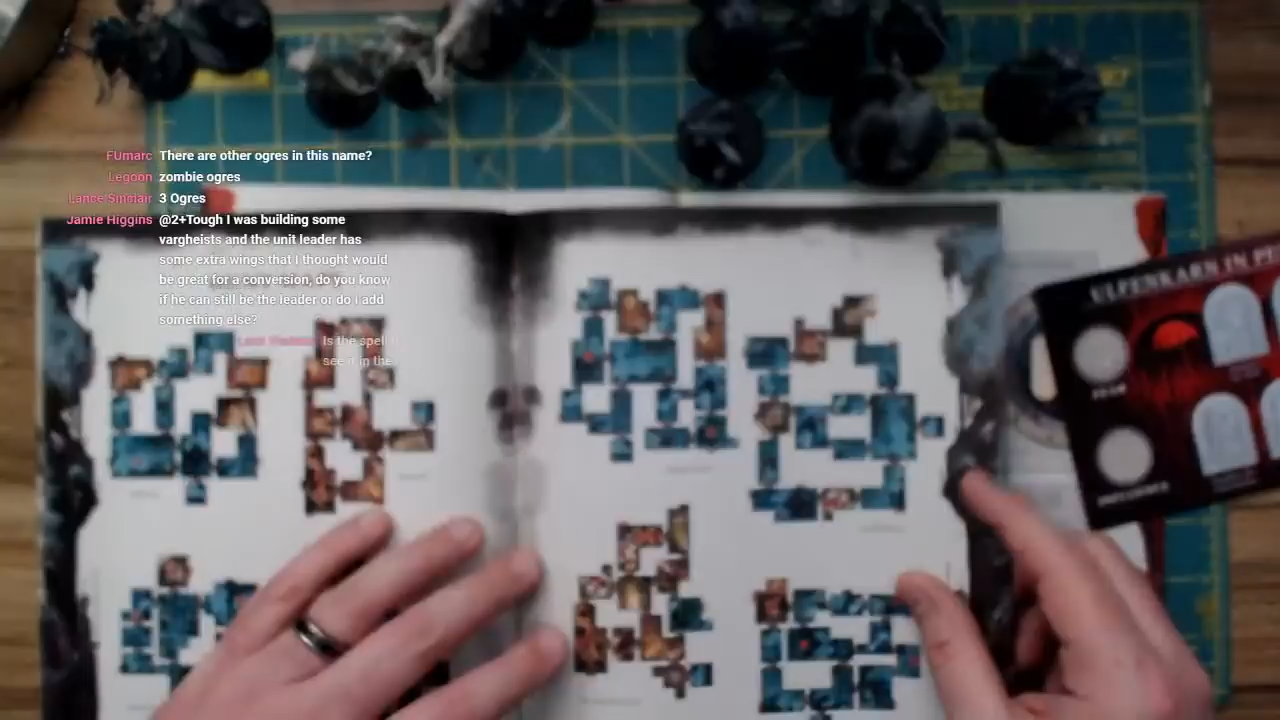 FUmarc There are other ogres in this name?
Legoon zombie ogres
Lance Sinclair 3 Ogres
Jamie Higgins @2+Tough I was building some
vargheists and the unit leader has
some extra wings that I thought would
be great for a conversion, do you know
if he can still be the leader or do i add
something else?
Is the spell
see it in the
ULFENKARN IN PE
FEAR
INFLUENCE